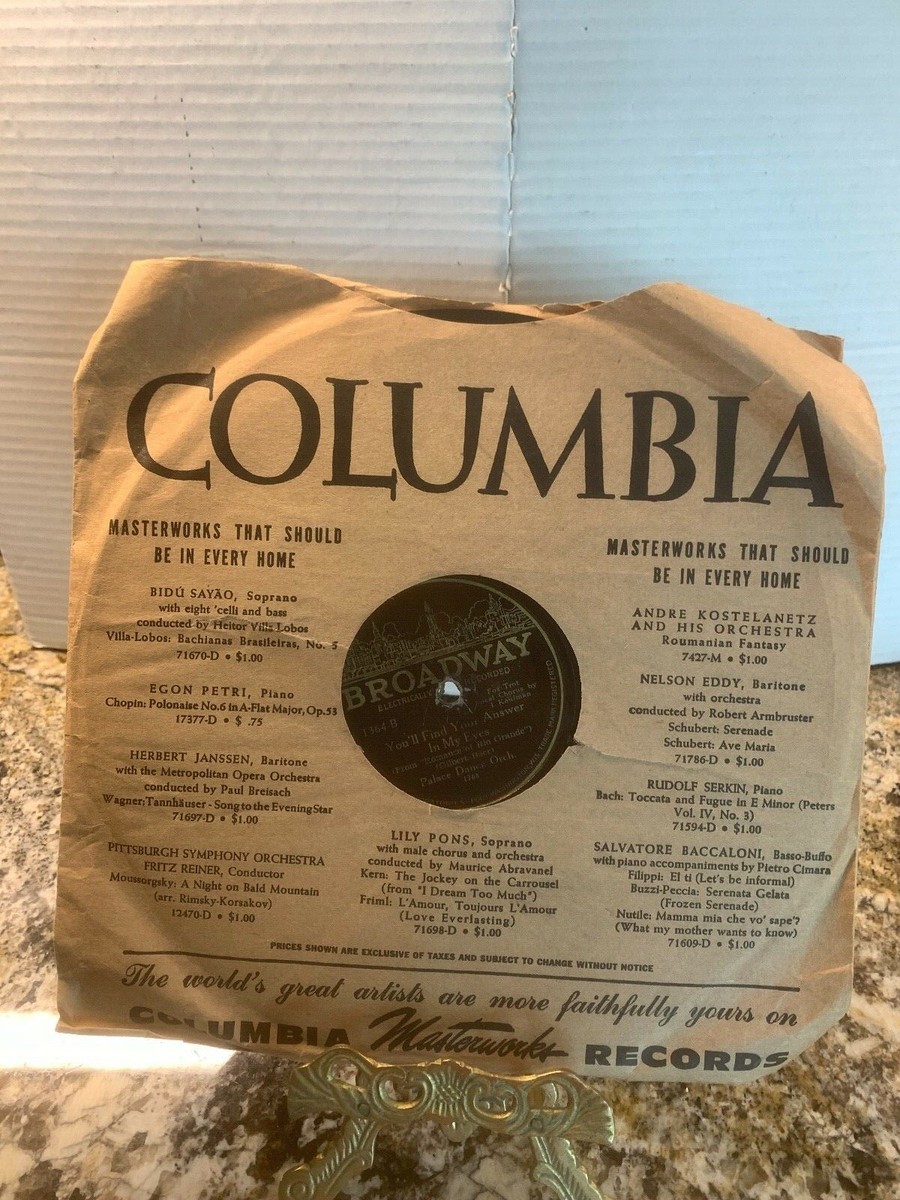 COLUMBIA
MASTERWORKS THAT SHOULD
BE IN EVERY HOME
BIDÚ SAYÃO, Soprano
with eight 'celli and bass
conducted by Heitor Villa-Lobos
Villa-Lobos: Bachianas Brasileiras, No. 5
71670-D • $1.00
EGON PETRI, Piano
Chopin: Polonaise No.6 in A-Flat Major, Op.53
17377-D • $ .75
HERBERT JANSSEN, Baritone
with the Metropolitan Opera Orchestra
conducted by Paul Breisach
Wagner: Tannhäuser - Song to the Evening Star
71697-D • $1.00
PITTSBURGH SYMPHONY ORCHESTRA
FRITZ REINER, Conductor
Moussorgsky: A Night on Bald Mountain
(arr. Rimsky-Korsakov)
12470-D • $1.00
BROADWAY
ELECTRICALLY RECORDED
Fox Trot
Chorus by
1364 B
You'll Find Your Answer
In My Eyes
Palace Dance Orch.
LILY PONS, Soprano
with male chorus and orchestra
conducted by Maurice Abravanel
Kern: The Jockey on the Carrousel
(from "I Dream Too Much")
Friml: L'Amour, Toujours L'Amour
(Love Everlasting)
71698-D • $1.00
MASTERWORKS THAT SHOULD
BE IN EVERY HOME
ANDRE KOSTELANETZ
AND HIS ORCHESTRA
Roumanian Fantasy
7427-M • $1.00
NELSON EDDY, Baritone
with orchestra
conducted by Robert Armbruster
Schubert: Serenade
Schubert: Ave Maria
71786-D • $1.00
RUDOLF SERKIN, Piano
Bach: Toccata and Fugue in E Minor (Peters
Vol. IV, No. 3)
71594-D • $1.00
SALVATORE BACCALONI, Basso-Buffo
with piano accompaniments by Pietro Cimara
Filippi: El ti (Let's be informal)
Buzzi-Peccia: Serenata Gelata
(Frozen Serenade)
Nutile: Mamma mia che vo' sape'?
(What my mother wants to know)
71609-D • $1.00
PRICES SHOWN ARE EXCLUSIVE OF TAXES AND SUBJECT TO CHANGE WITHOUT NOTICE
The world's great artists are more faithfully yours on
COLUMBIA Masterworks RECORDS